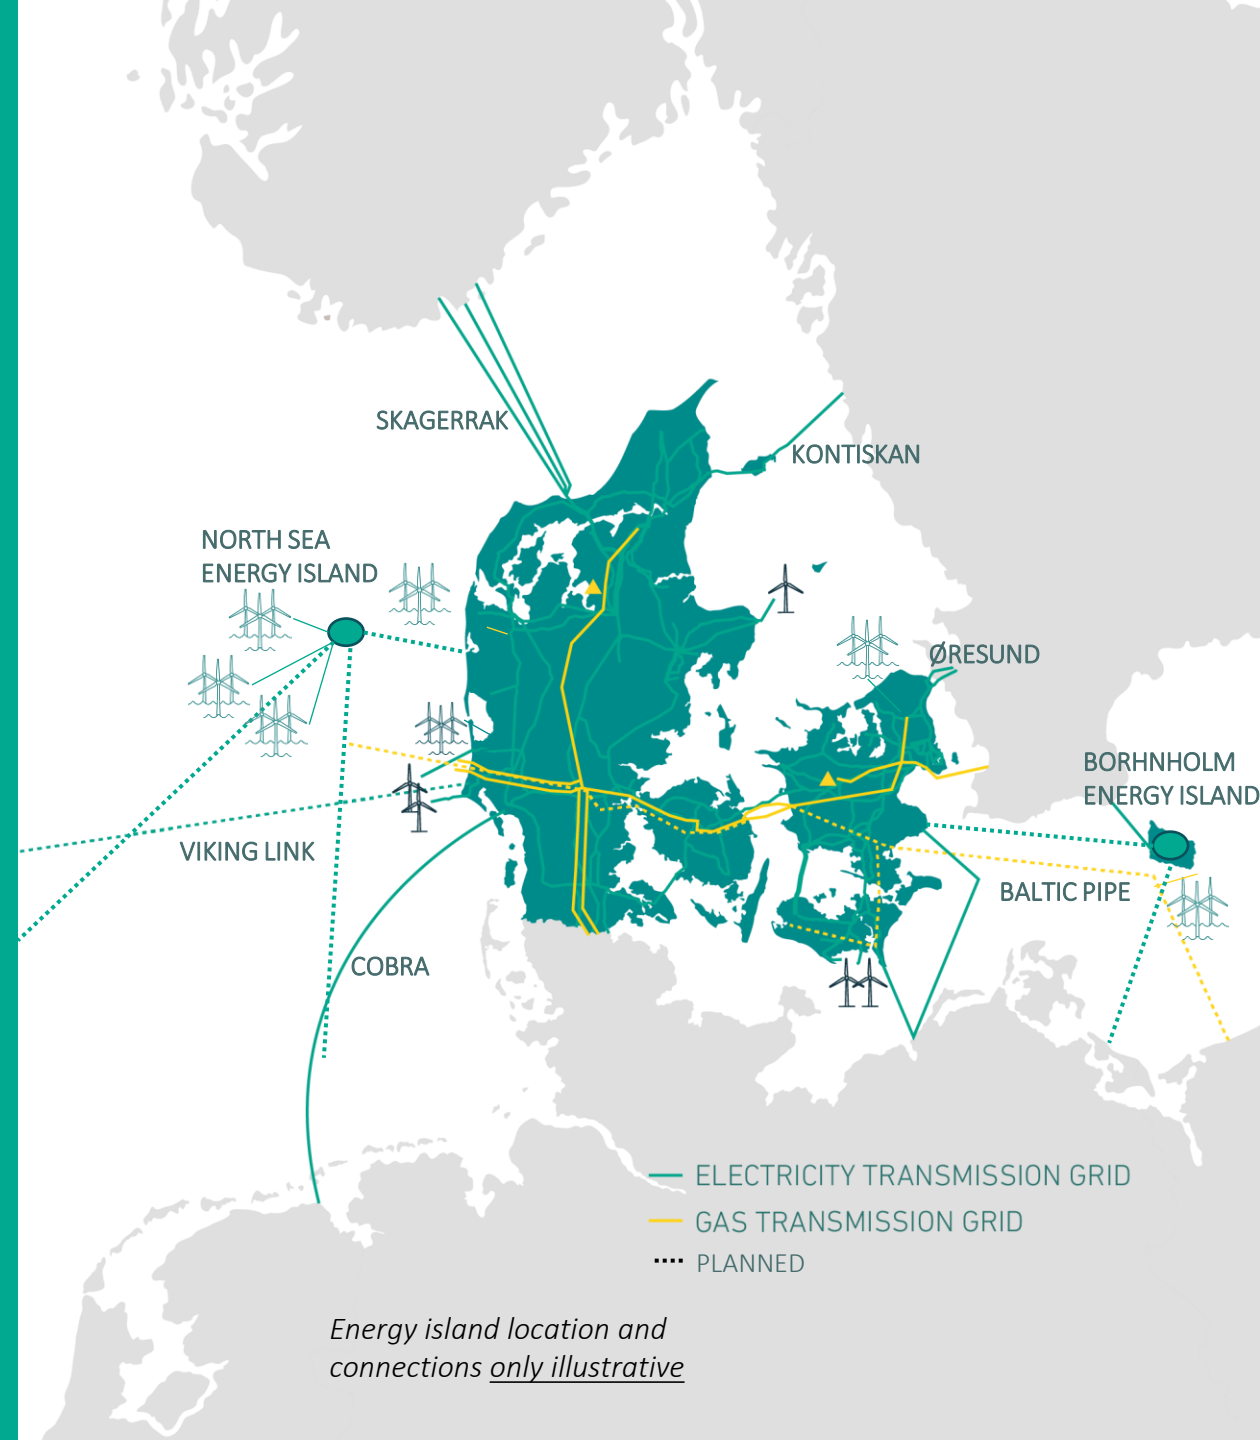 SKAGERRAK
KONTISKAN
NORTH SEA
ENERGY ISLAND
ØRESUND
BORHNHOLM
ENERGY ISLAND
VIKING LINK
BALTIC PIPE
COBRA
ELECTRICITY TRANSMISSION GRID
GAS TRANSMISSION GRID
PLANNED
Energy island location and
connections only illustrative